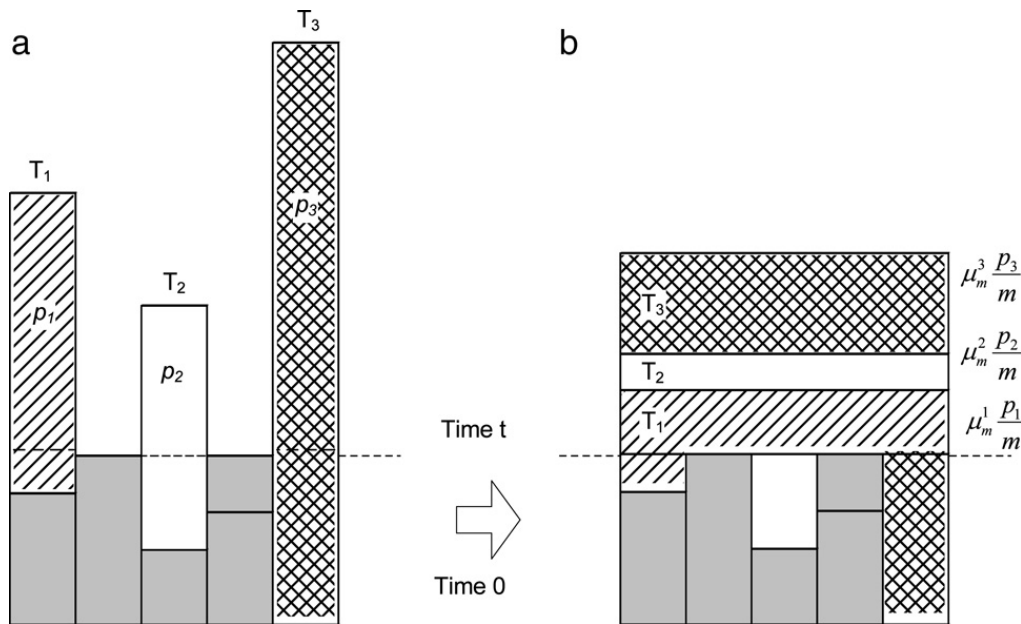 a
T₁
T₂
T₃
p₁
p₂
p₃
Time t
Time 0
b
T₃
T₂
T₁
μ_m^3 p₃/m
μ_m^2 p₂/m
μ_m^1 p₁/m